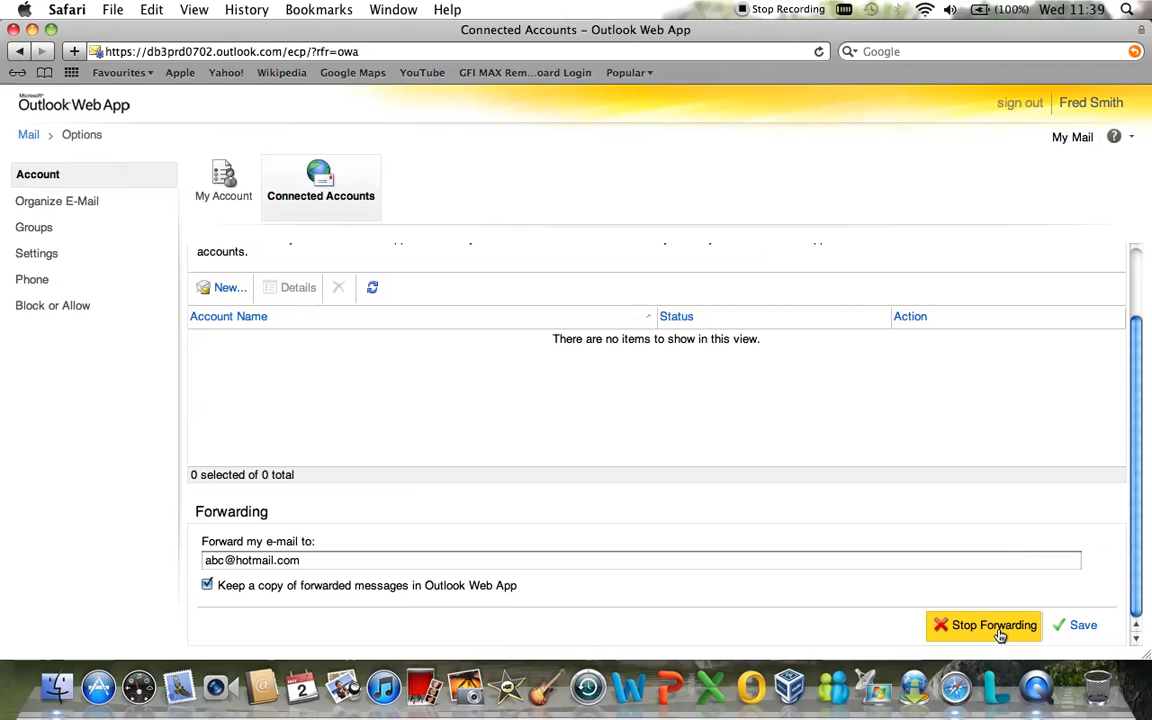 Safari File Edit View History Bookmarks Window Help Stop Recording (100%) Wed 11:39
Connected Accounts – Outlook Web App
https://db3prd0702.outlook.com/ecp/?rfr=owa Google
Favourites Apple Yahoo! Wikipedia Google Maps YouTube GFI MAX Rem...oard Login Popular
Microsoft
Outlook Web App sign out Fred Smith
Mail > Options My Mail ?
Account
Organize E-Mail
Groups
Settings
Phone
Block or Allow
My Account Connected Accounts
accounts.
New... Details
Account Name Status Action
There are no items to show in this view.
0 selected of 0 total
Forwarding
Forward my e-mail to:
abc@hotmail.com
Keep a copy of forwarded messages in Outlook Web App
Stop Forwarding Save
MAY
2
W P X O L Q